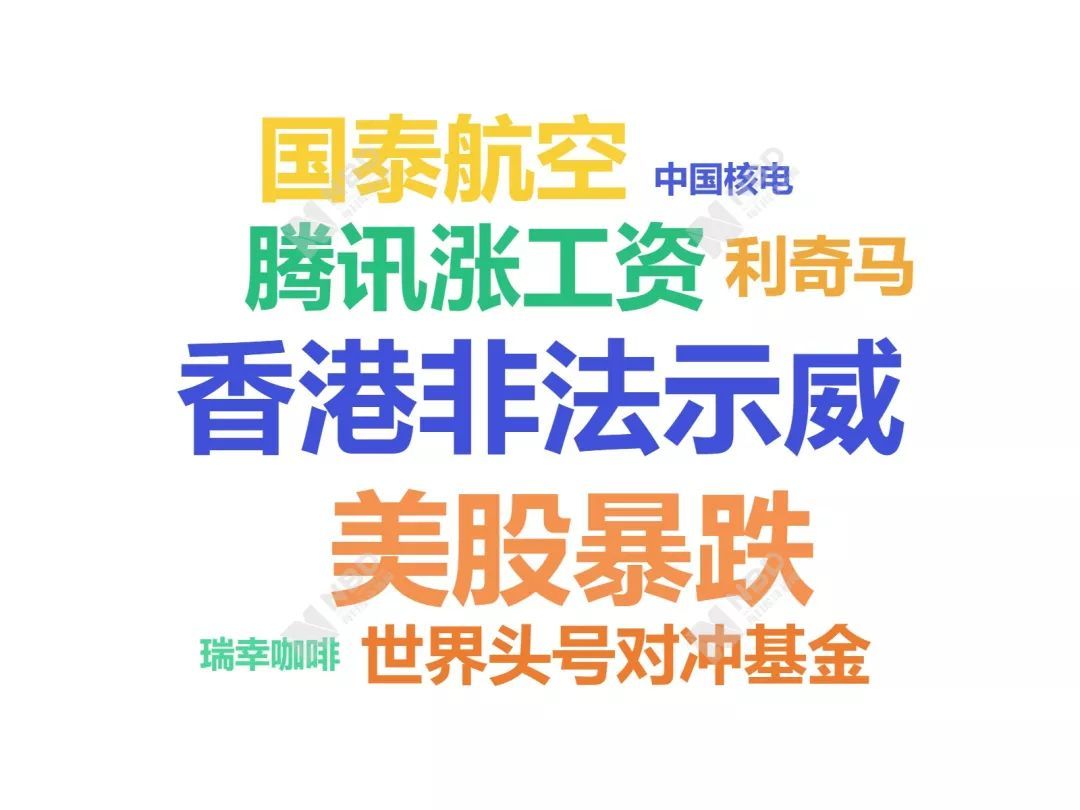 国泰航空 中国核电
腾讯涨工资 利奇马
香港非法示威
美股暴跌
瑞幸咖啡 世界头号对冲基金